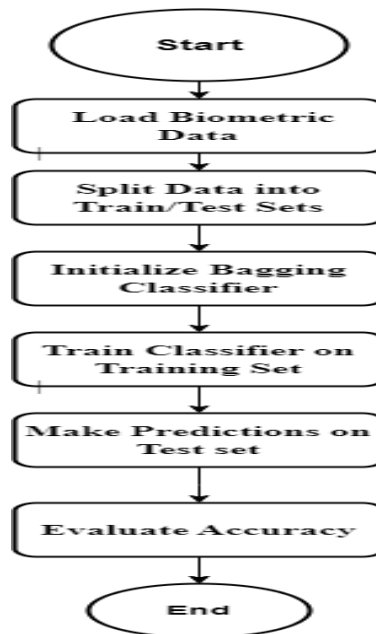 Start
Load Biometric
Data
Split Data into
Train/Test Sets
Initialize Bagging
Classifier
Train Classifier on
Training Set
Make Predictions on
Test set
Evaluate Accuracy
End